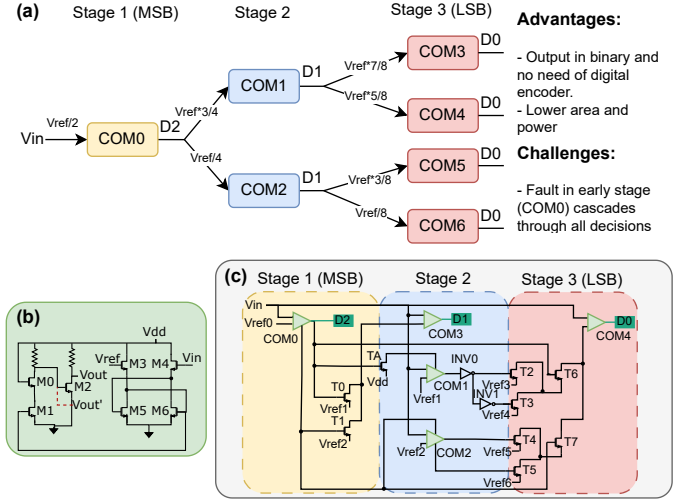 (a)
Stage 1 (MSB)
Stage 2
Stage 3 (LSB)
Vin
Vref/2
COM0
D2
Vref*3/4
Vref/4
COM1
D1
COM2
D1
Vref*7/8
Vref*5/8
Vref*3/8
Vref/8
COM3
D0
COM4
D0
COM5
D0
COM6
D0
Advantages:
- Output in binary and
no need of digital
encoder.
- Lower area and
power
Challenges:
- Fault in early stage
(COM0) cascades
through all decisions
(b)
Vdd
Vref
M3
M4
Vin
Vout
M0
M2
M1
Vout'
M5
M6
(c)
Stage 1 (MSB)
Stage 2
Stage 3 (LSB)
Vin
Vref0
COM0
D2
D1
COM3
D0
COM4
TA
Vdd
COM1
Vref1
INV0
INV1
T0
Vref1
T1
Vref2
Vref2
COM2
T2
Vref3
T3
Vref4
T6
T4
Vref5
T5
Vref6
T7